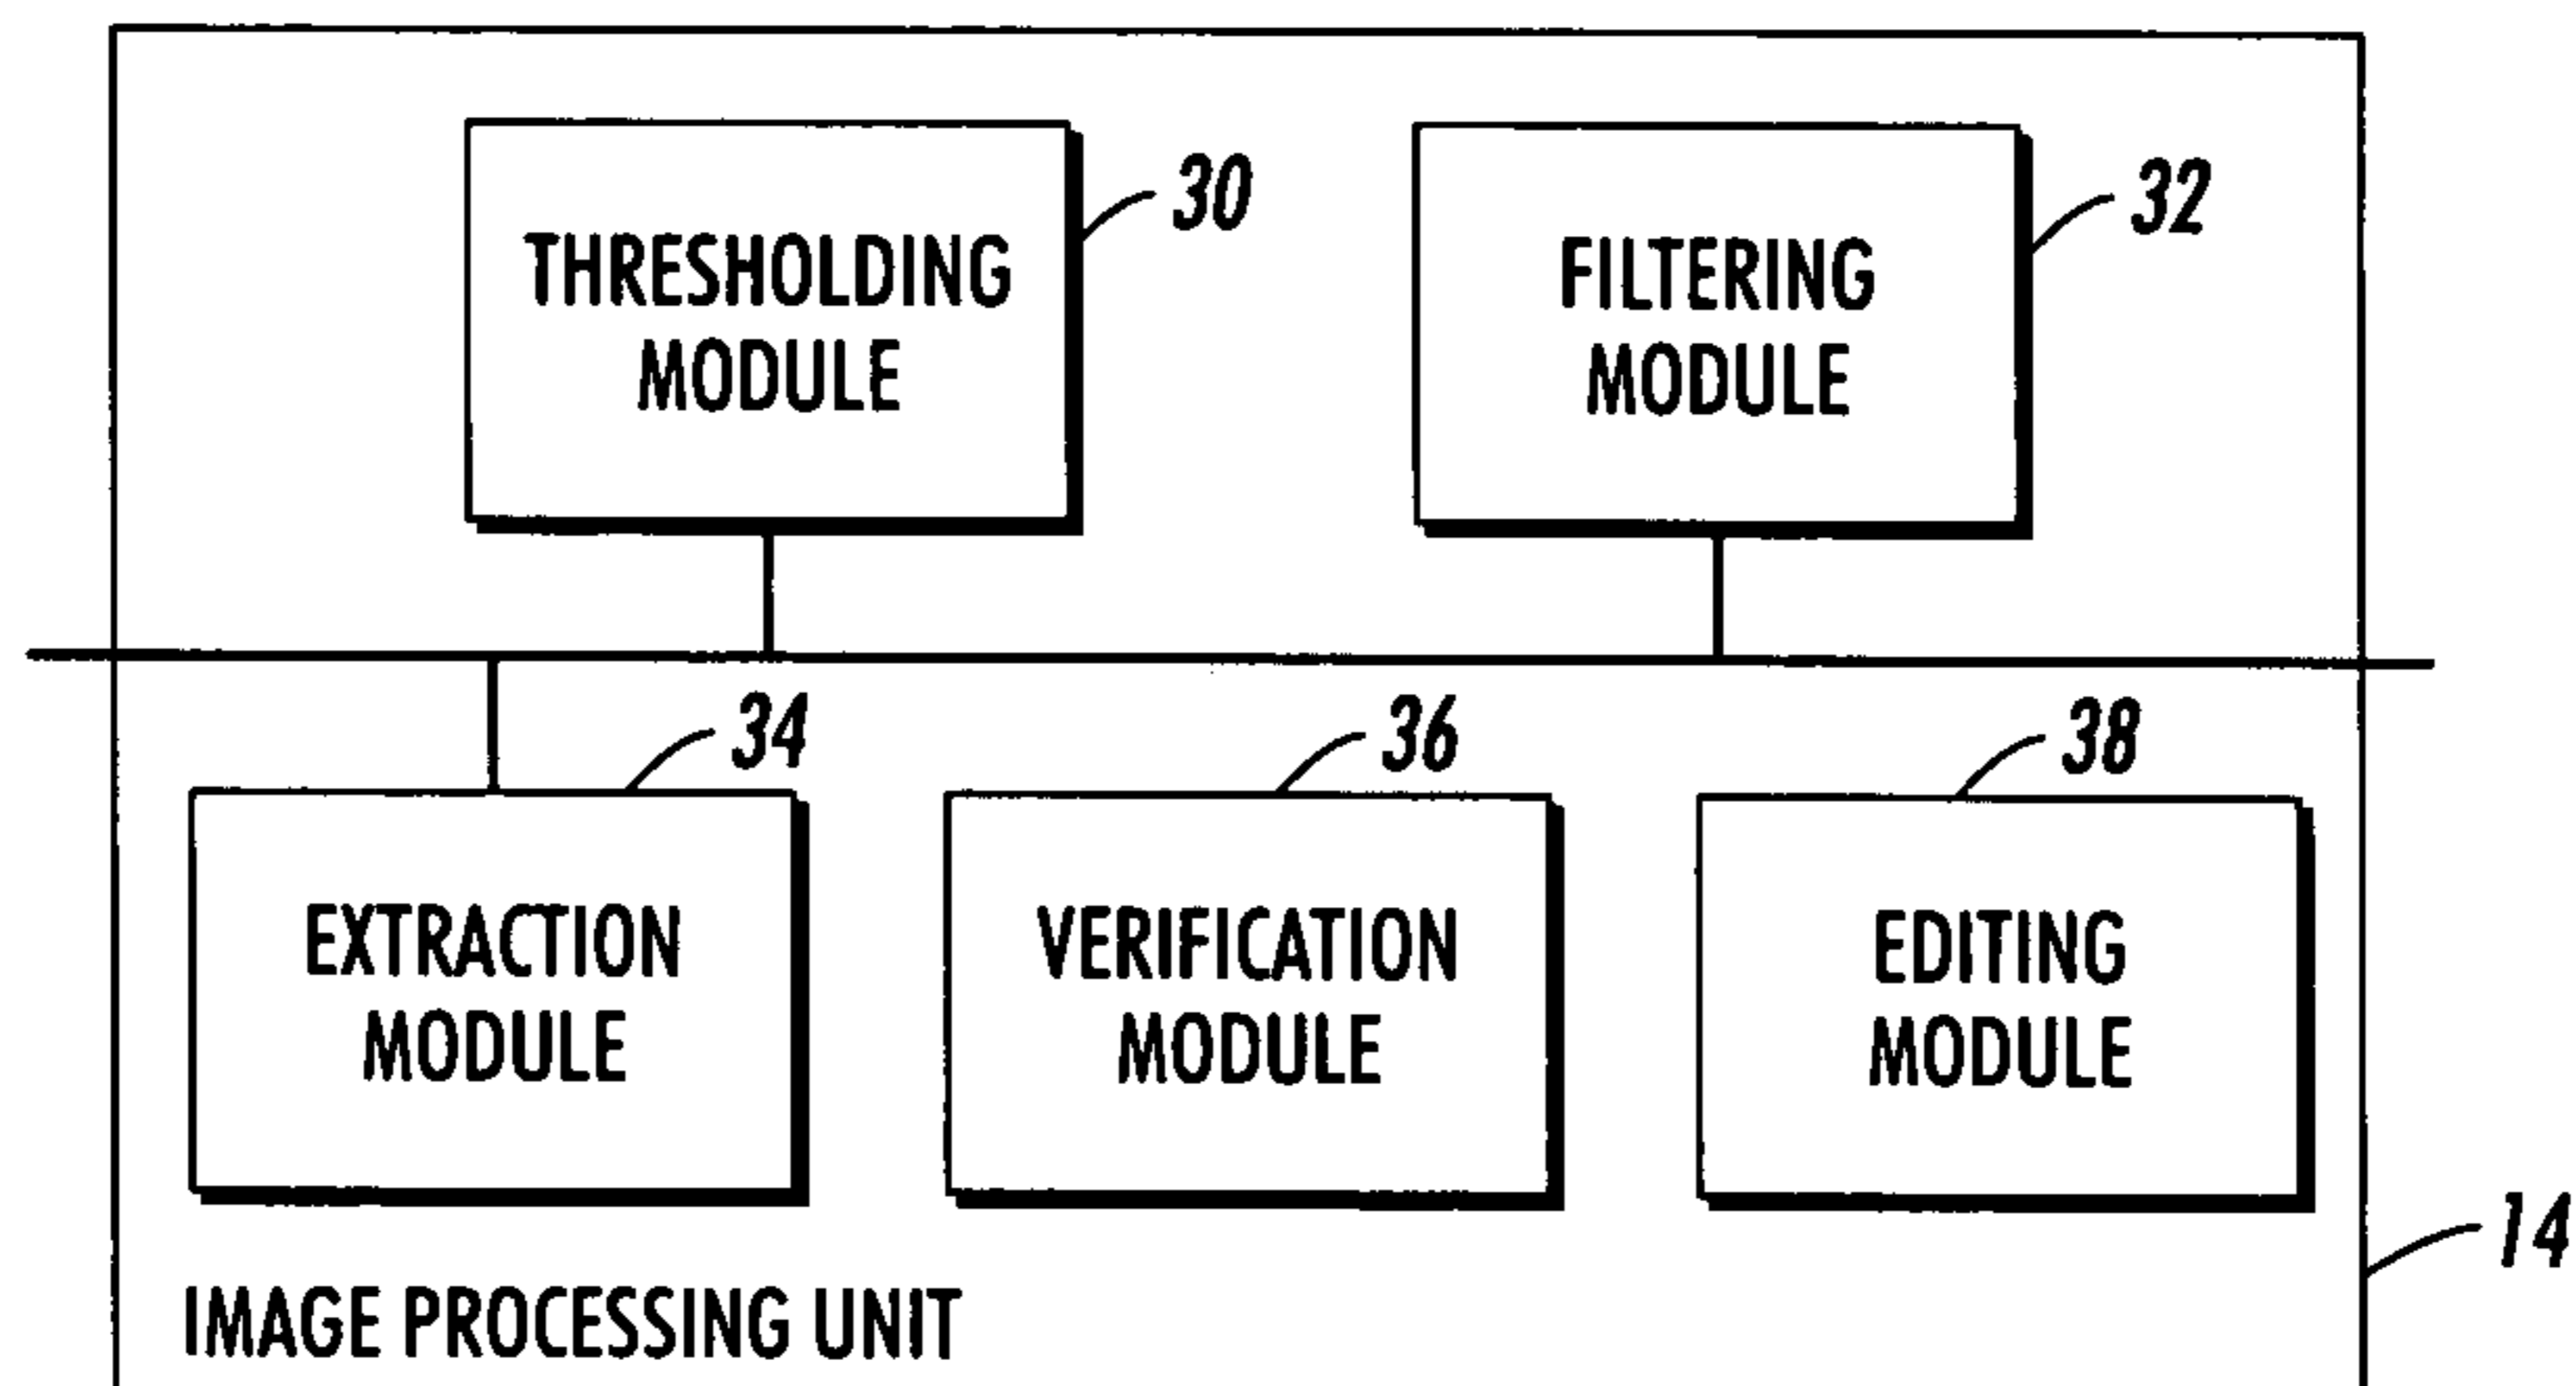 THRESHOLDING
MODULE
30
FILTERING
MODULE
32
34
EXTRACTION
MODULE
36
VERIFICATION
MODULE
38
EDITING
MODULE
14
IMAGE PROCESSING UNIT